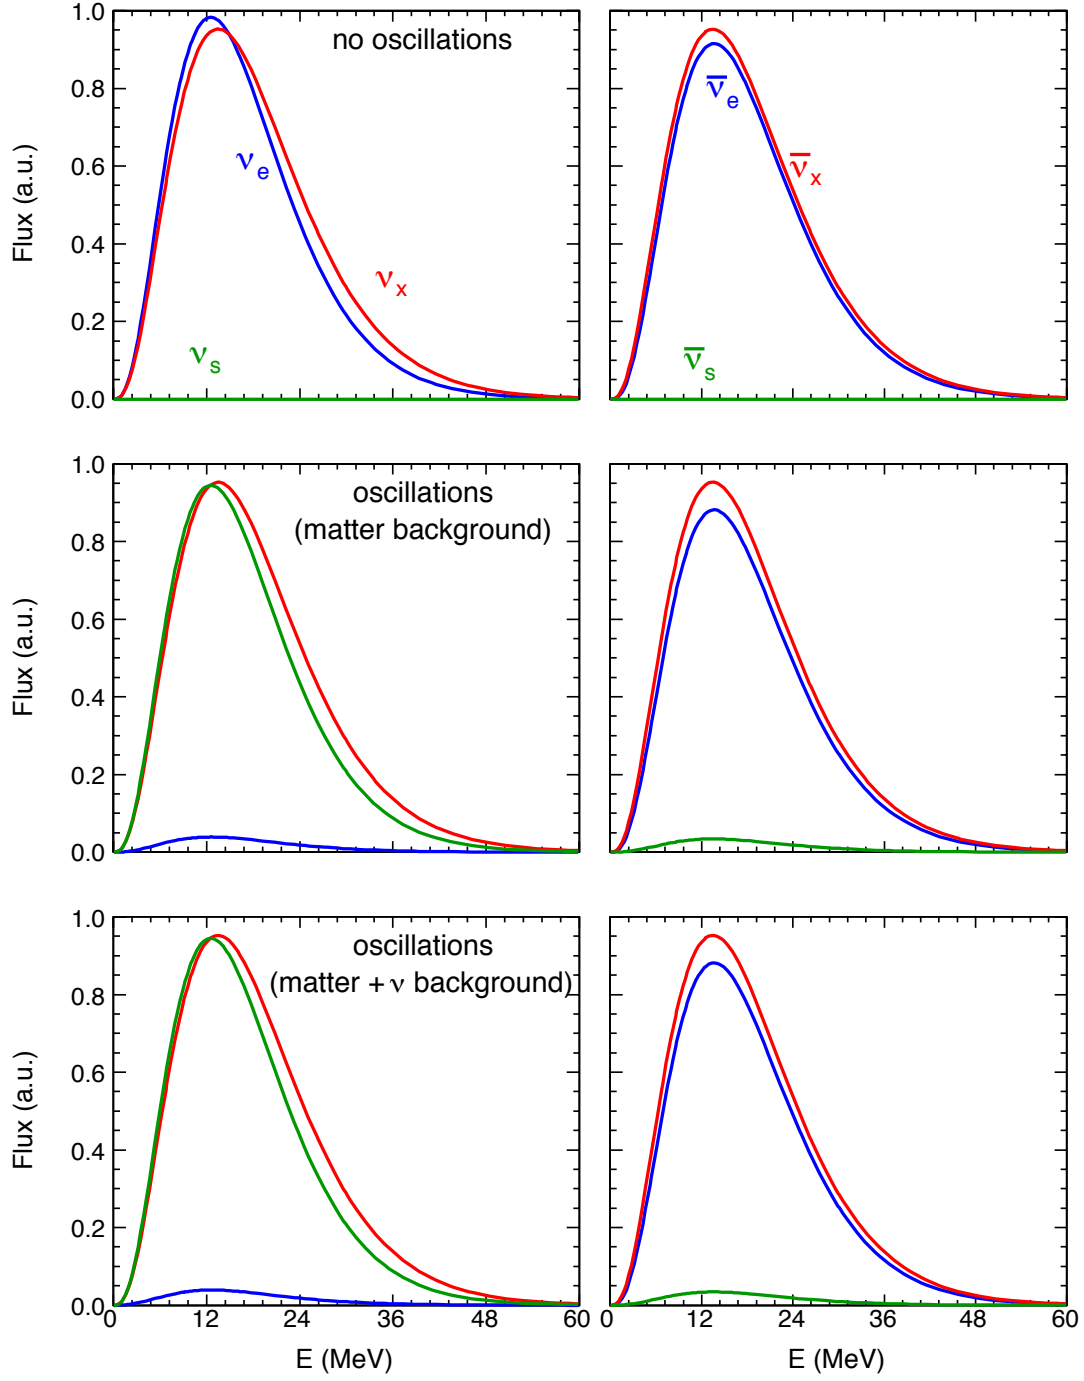 no oscillations
1.0
0.8
0.6
0.4
0.2
0.0
Flux (a.u.)
ν_e
ν_x
ν_s
ν̅_e
ν̅_x
ν̅_s
oscillations
(matter background)
1.0
0.8
0.6
0.4
0.2
0.0
Flux (a.u.)
oscillations
(matter + ν background)
1.0
0.8
0.6
0.4
0.2
0.0
Flux (a.u.)
0 12 24 36 48 60
0 12 24 36 48 60
E (MeV)
E (MeV)